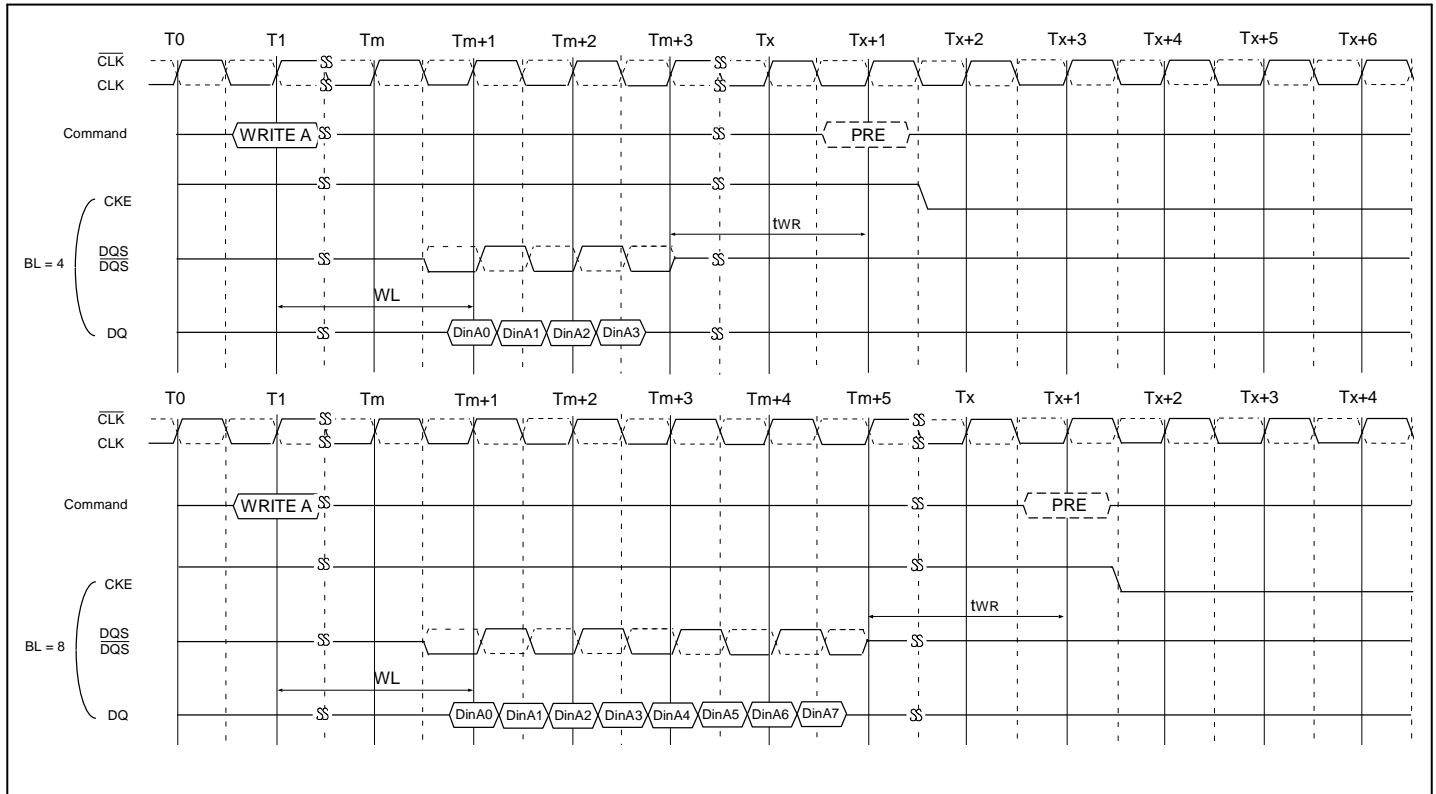 T0 T1 Tm Tm+1 Tm+2 Tm+3 Tx Tx+1 Tx+2 Tx+3 Tx+4 Tx+5 Tx+6
CLK
CLK
Command WRITE A PRE
CKE
tWR
BL = 4
DQS
DQS
WL
DQ DinA0 DinA1 DinA2 DinA3
T0 T1 Tm Tm+1 Tm+2 Tm+3 Tm+4 Tm+5 Tx Tx+1 Tx+2 Tx+3 Tx+4
CLK
CLK
Command WRITE A PRE
CKE
tWR
BL = 8
DQS
DQS
WL
DQ DinA0 DinA1 DinA2 DinA3 DinA4 DinA5 DinA6 DinA7